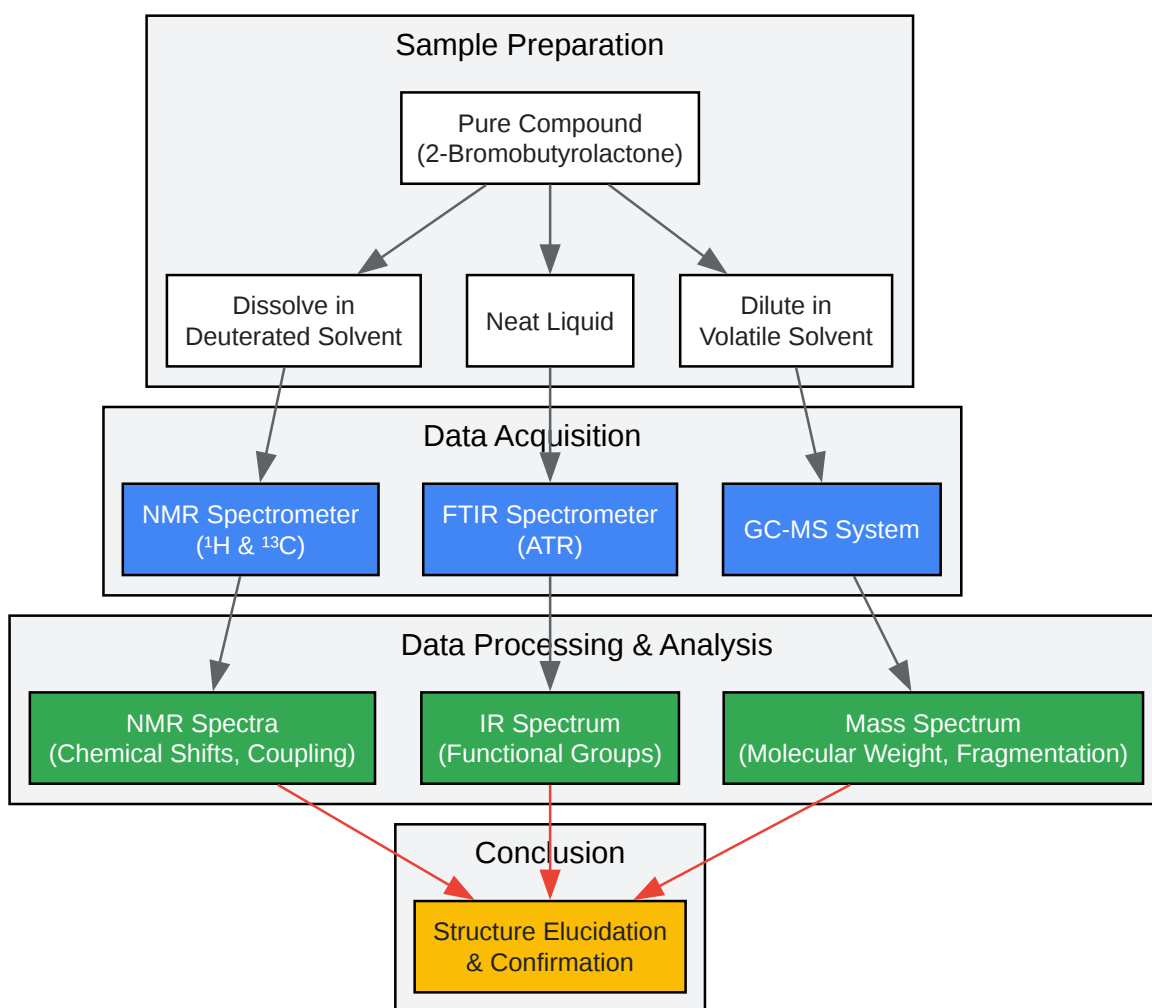 Sample Preparation
Pure Compound
(2-Bromobutyrolactone)
Dissolve in
Deuterated Solvent
Neat Liquid
Dilute in
Volatile Solvent
Data Acquisition
NMR Spectrometer
(¹H & ¹³C)
FTIR Spectrometer
(ATR)
GC-MS System
Data Processing & Analysis
NMR Spectra
(Chemical Shifts, Coupling)
IR Spectrum
(Functional Groups)
Mass Spectrum
(Molecular Weight, Fragmentation)
Conclusion
Structure Elucidation
& Confirmation